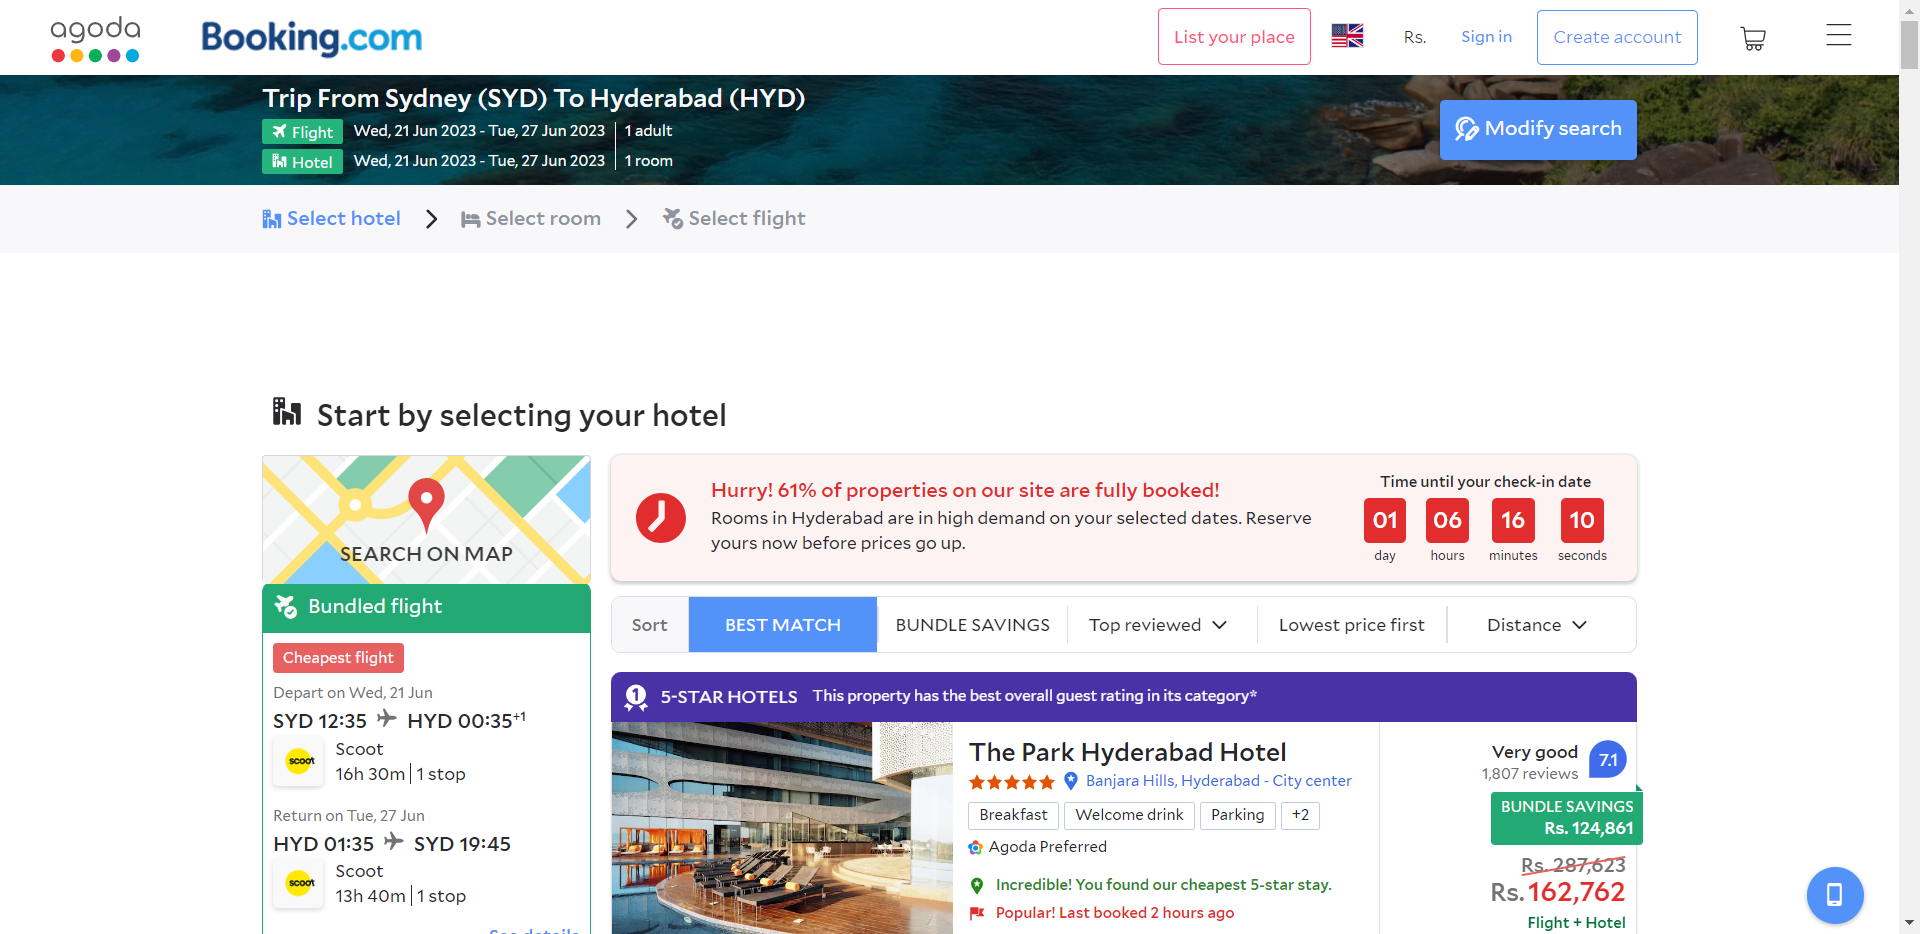 agoda
Booking.com
List your place
Rs.
Sign in
Create account
Trip From Sydney (SYD) To Hyderabad (HYD)
Flight Wed, 21 Jun 2023 - Tue, 27 Jun 2023 1 adult
Hotel Wed, 21 Jun 2023 - Tue, 27 Jun 2023 1 room
Modify search
Select hotel
Select room
Select flight
Start by selecting your hotel
SEARCH ON MAP
Bundled flight
Cheapest flight
Depart on Wed, 21 Jun
SYD 12:35 HYD 00:35+1
scoot
Scoot
16h 30m 1 stop
Return on Tue, 27 Jun
HYD 01:35 SYD 19:45
scoot
Scoot
13h 40m 1 stop
See details
Hurry! 61% of properties on our site are fully booked!
Rooms in Hyderabad are in high demand on your selected dates. Reserve
yours now before prices go up.
Time until your check-in date
01 06 16 10
day hours minutes seconds
Sort
BEST MATCH
BUNDLE SAVINGS
Top reviewed
Lowest price first
Distance
1 5-STAR HOTELS This property has the best overall guest rating in its category*
The Park Hyderabad Hotel
Banjara Hills, Hyderabad - City center
Breakfast Welcome drink Parking +2
Agoda Preferred
Incredible! You found our cheapest 5-star stay.
Popular! Last booked 2 hours ago
Very good 7.1
1,807 reviews
BUNDLE SAVINGS
Rs. 124,861
Rs. 287,623
Rs. 162,762
Flight + Hotel